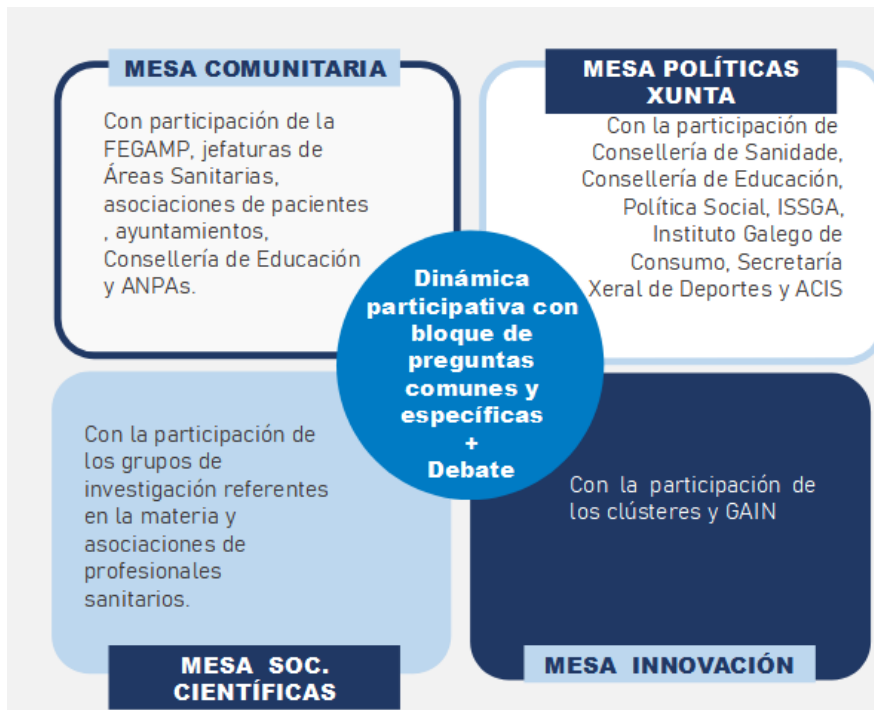 MESA COMUNITARIA
Con participación de la
FEGAMP, jefaturas de
Áreas Sanitarias,
asociaciones de pacientes
, ayuntamientos,
Consellería de Educación
y ANPAs.
MESA POLÍTICAS
XUNTA
Con la participación de
Consellería de Sanidade,
Consellería de Educación,
Política Social, ISSGA,
Instituto Galego de
Consumo, Secretaría
Xeral de Deportes y ACIS
Dinámica
participativa con
bloque de
preguntas
comunes y
específicas
+
Debate
Con la participación de
los grupos de
investigación referentes
en la materia y
asociaciones de
profesionales
sanitarios.
MESA SOC.
CIENTÍFICAS
Con la participación de
los clústeres y GAIN
MESA INNOVACIÓN